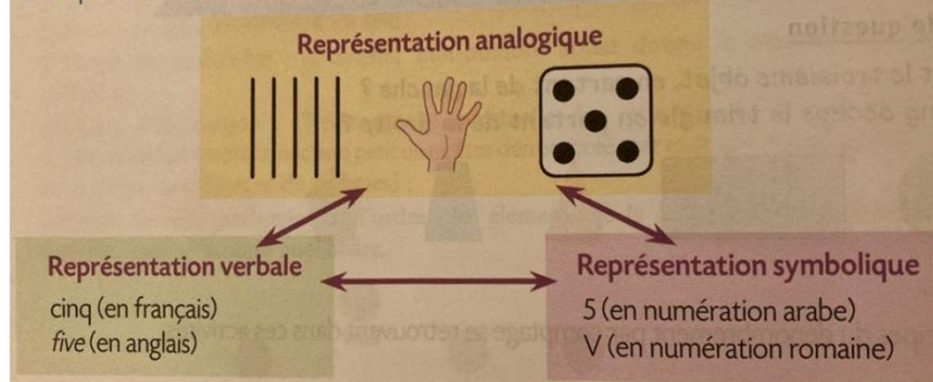 Représentation analogique
Représentation verbale
cinq (en français)
five (en anglais)
Représentation symbolique
5 (en numération arabe)
V (en numération romaine)